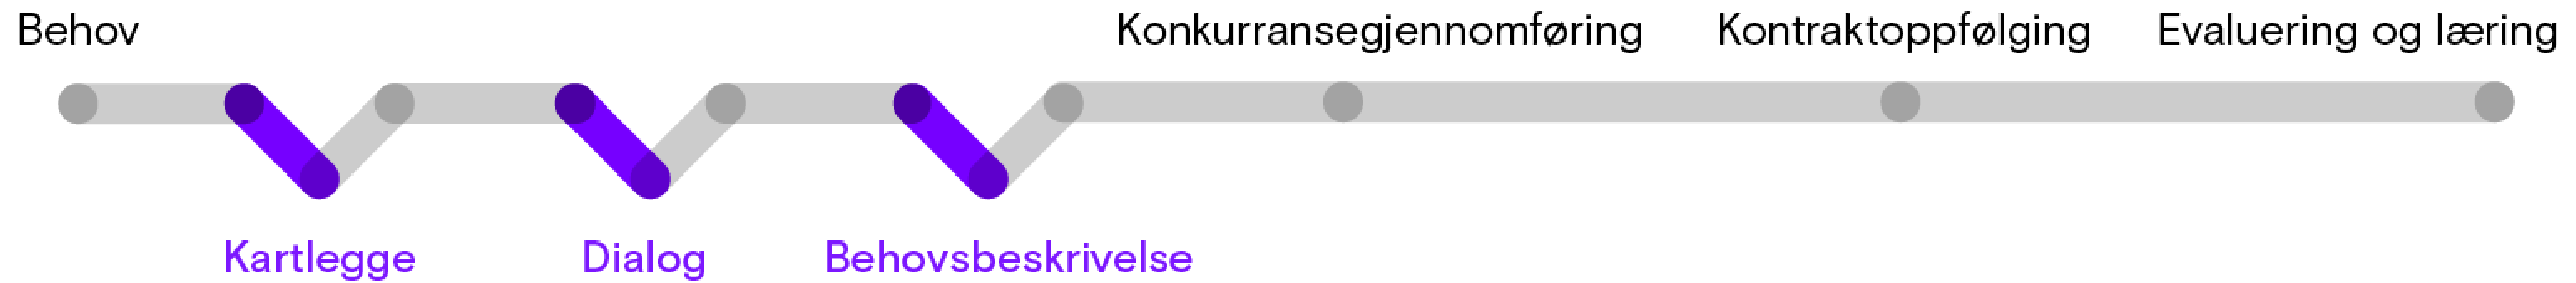 Behov
Konkurransegjennomføring
Kontraktoppfølging
Evaluering og læring
Kartlegge
Dialog
Behovsbeskrivelse